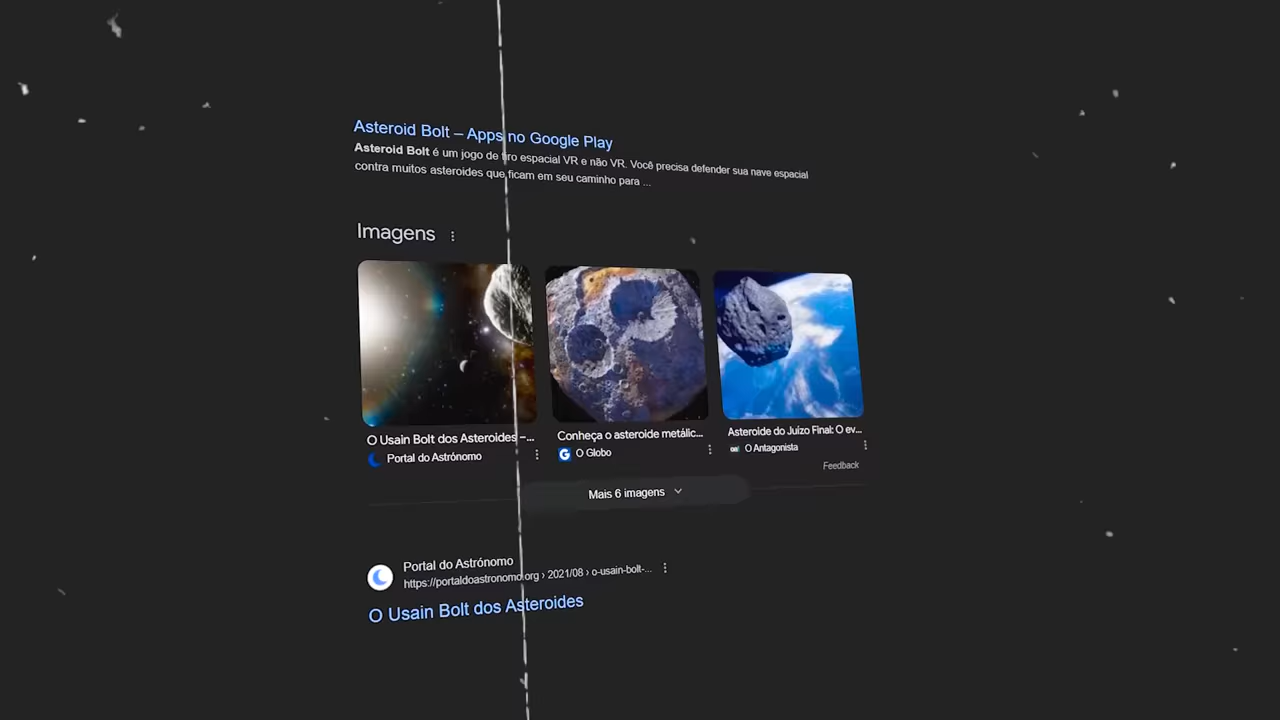 Asteroid Bolt – Apps no Google Play
Asteroid Bolt é um jogo de tiro espacial VR e não VR. Você precisa defender sua nave espacial
contra muitos asteroides que ficam em seu caminho para ...
Imagens
O Usain Bolt dos Asteroides –...
Portal do Astrónomo
Conheça o asteroide metálic...
O Globo
Asteroide do Juízo Final: O ev...
O Antagonista
Feedback
Mais 6 imagens
Portal do Astrónomo
https://portaldoastronomo.org › 2021/08 › o-usain-bolt-...
O Usain Bolt dos Asteroides